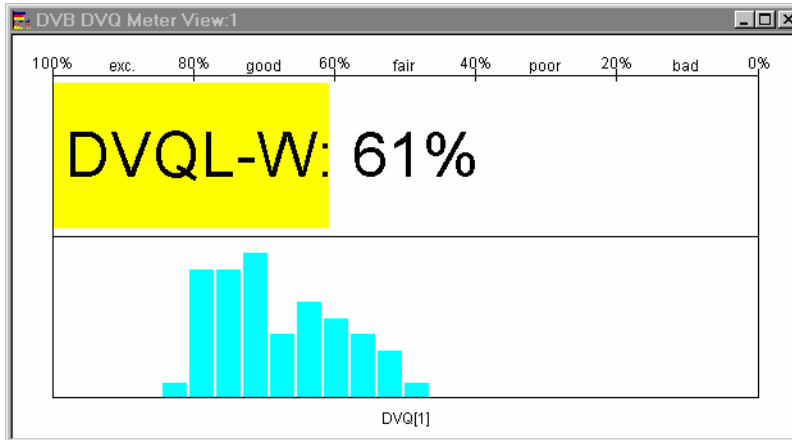 DVB DVQ Meter View:1
100% exc. 80% good 60% fair 40% poor 20% bad 0%
DVQL-W: 61%
DVQ[1]